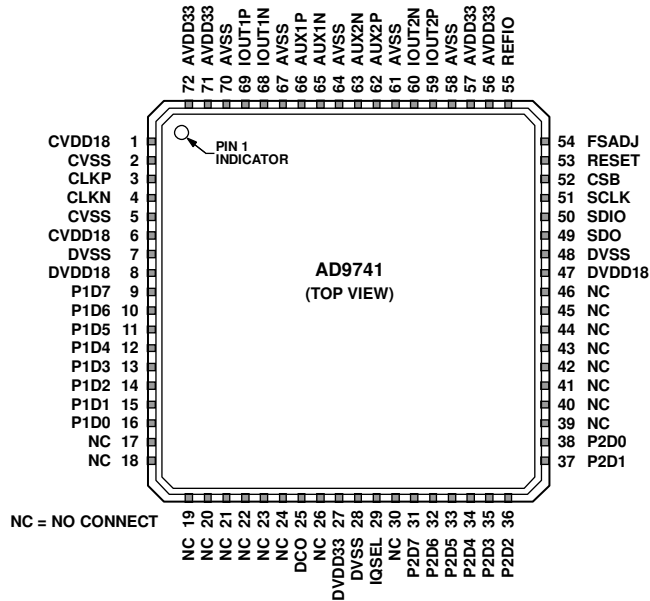 72 AVDD33
71 AVDD33
70 AVSS
69 IOUT1P
68 IOUT1N
67 AVSS
66 AUX1P
65 AUX1N
64 AVSS
63 AUX2N
62 AUX2P
61 AVSS
60 IOUT2N
59 IOUT2P
58 AVSS
57 AVDD33
56 AVDD33
55 REFIO
CVDD18 1
CVSS 2
CLKP 3
CLKN 4
CVSS 5
CVDD18 6
DVSS 7
DVDD18 8
P1D7 9
P1D6 10
P1D5 11
P1D4 12
P1D3 13
P1D2 14
P1D1 15
P1D0 16
NC 17
NC 18
PIN 1
INDICATOR
AD9741
(TOP VIEW)
54 FSADJ
53 RESET
52 CSB
51 SCLK
50 SDIO
49 SDO
48 DVSS
47 DVDD18
46 NC
45 NC
44 NC
43 NC
42 NC
41 NC
40 NC
39 NC
38 P2D0
37 P2D1
NC = NO CONNECT
NC 19
NC 20
NC 21
NC 22
NC 23
NC 24
DCO 25
NC 26
DVDD33 27
DVSS 28
IQSEL 29
NC 30
P2D7 31
P2D6 32
P2D5 33
P2D4 34
P2D3 35
P2D2 36